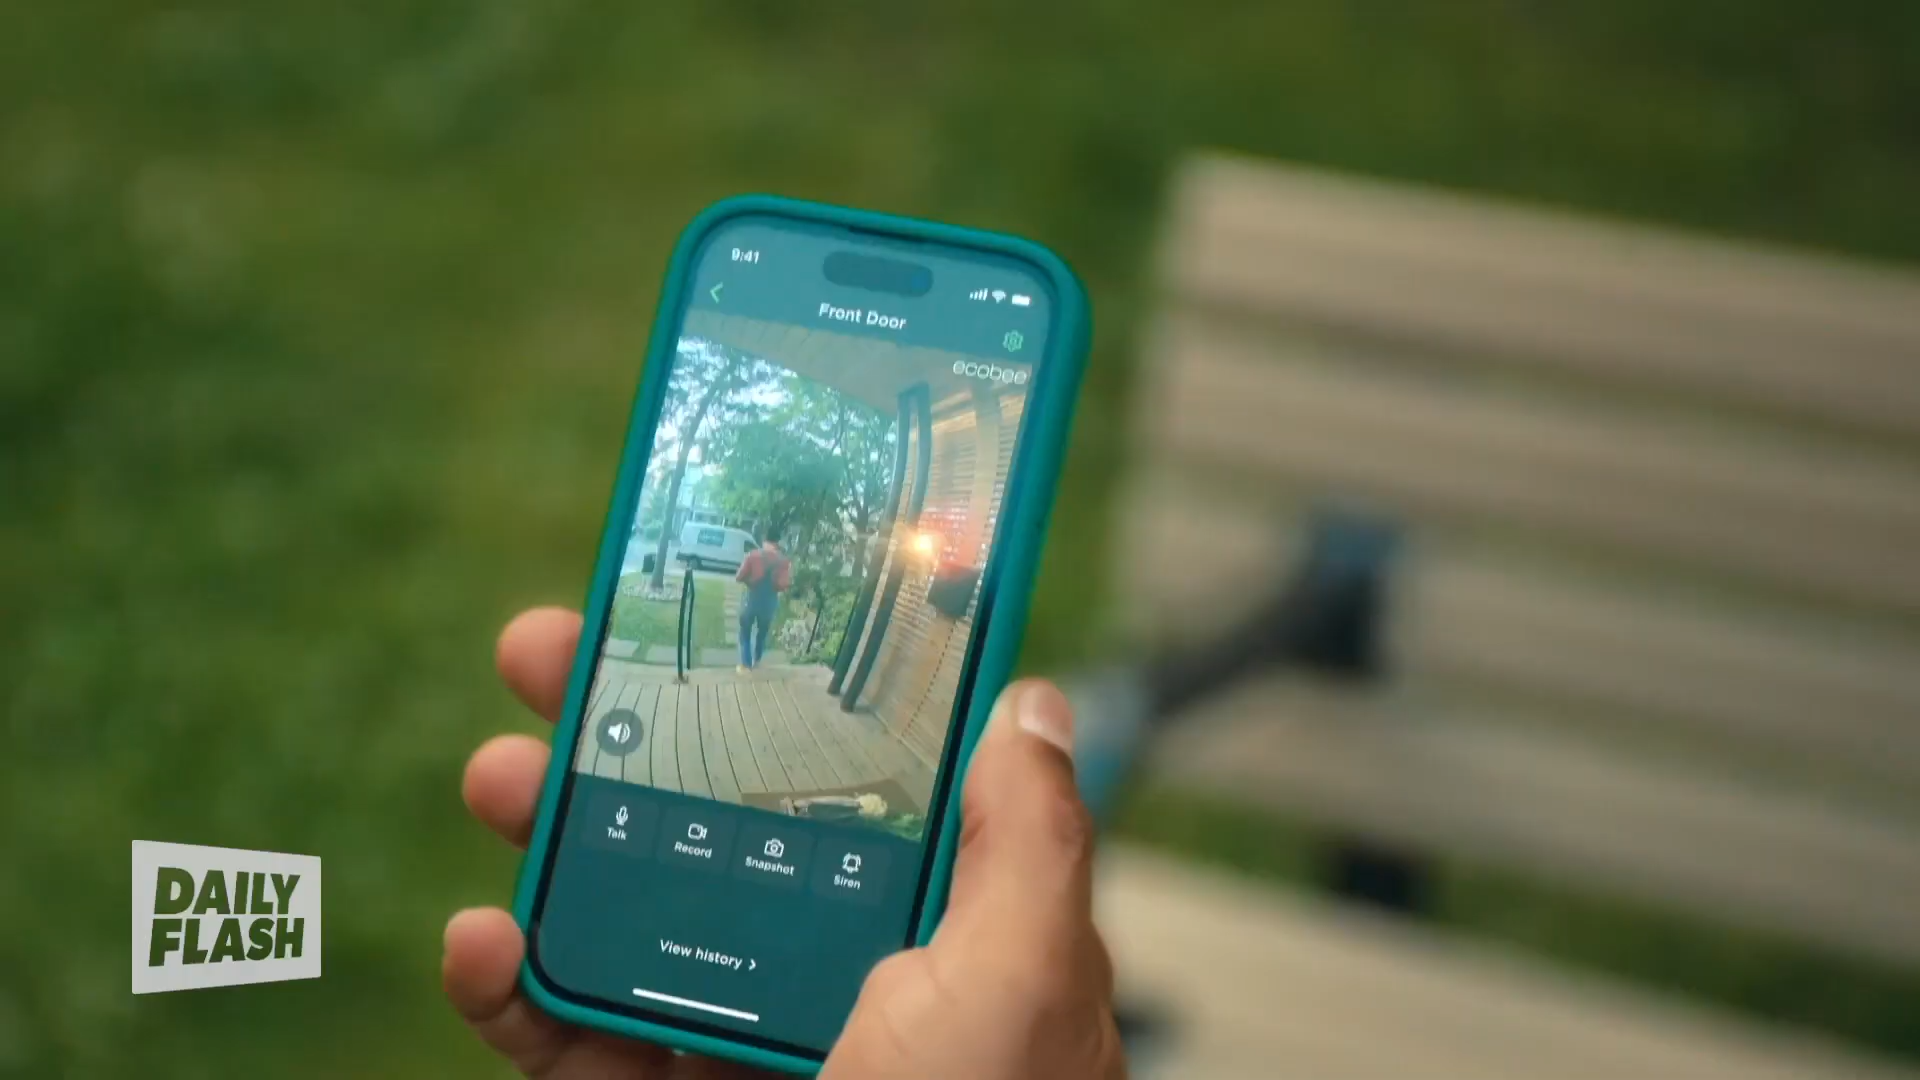 9:41
Front Door
ecobee
Talk
Record
Snapshot
Siren
View history
DAILY
FLASH